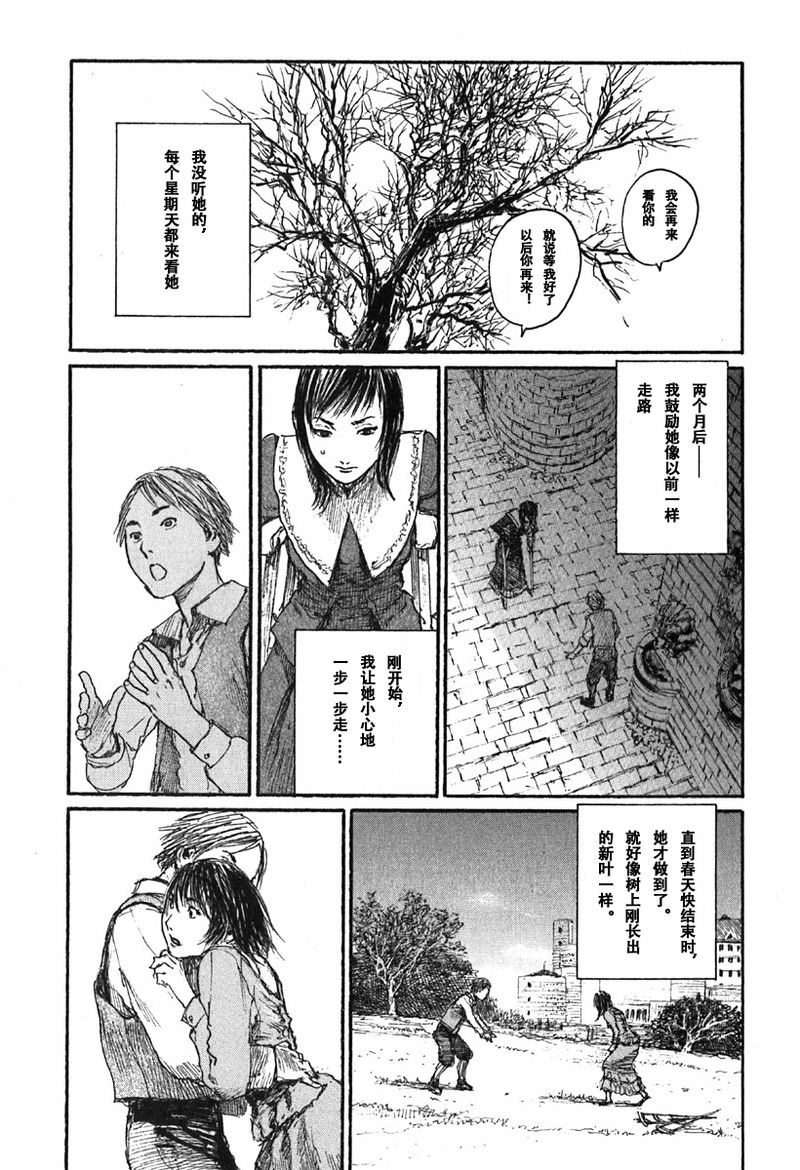 我会再来
看你的
就说等我好了
以后你再来！
我没听她的，
每个星期天都来看她
两个月后——
我鼓励她像以前一样
走路
刚开始，
我让她小心地
一步一步走……
直到春天快结束时，
她才做到了。
就好像树上刚长出
的新叶一样。